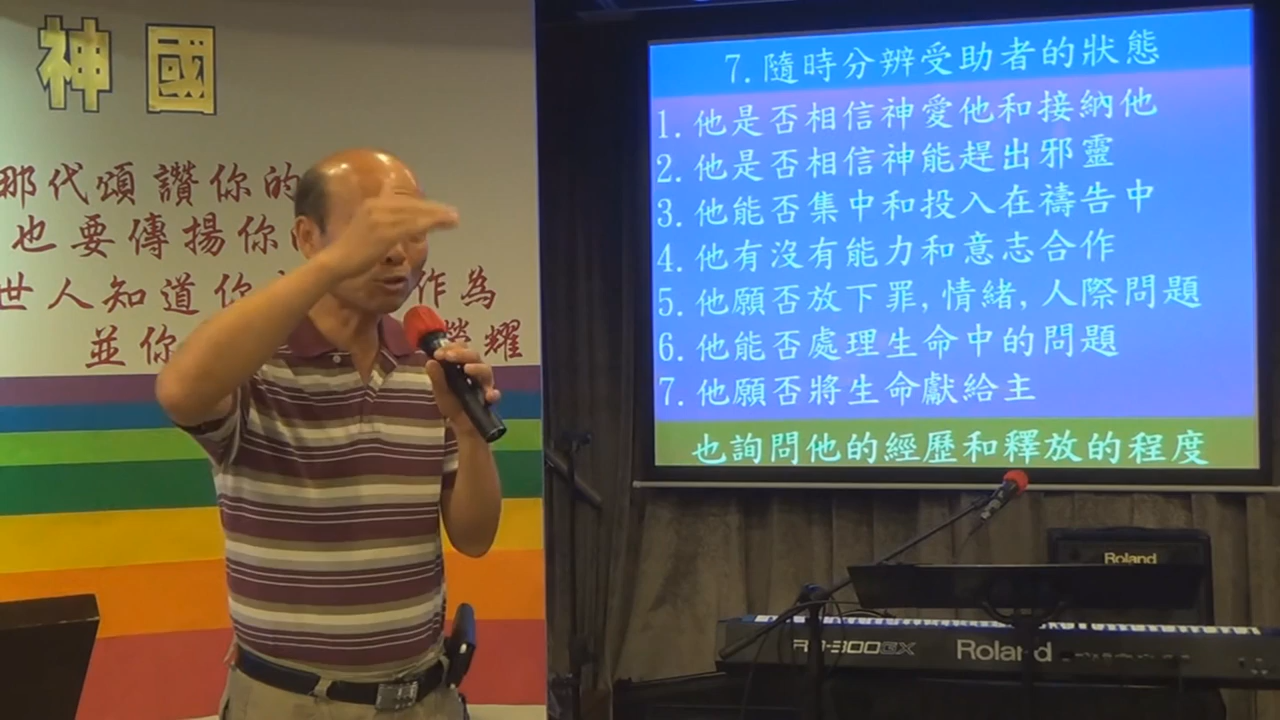 神國
那代頌讚你的
也要傳揚你
世人知道你 作為
並你 榮耀
7.隨時分辨受助者的狀態
1.他是否相信神愛他和接納他
2.他是否相信神能趕出邪靈
3.他能否集中和投入在禱告中
4.他有沒有能力和意志合作
5.他願否放下罪,情緒,人際問題
6.他能否處理生命中的問題
7.他願否將生命獻給主
也詢問他的經歷和釋放的程度
Roland
RD-300GX
Roland